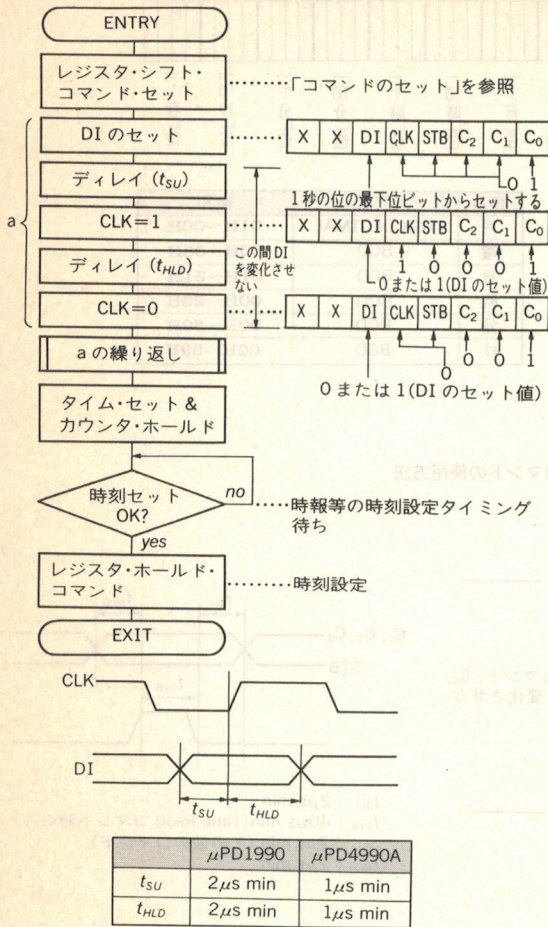 ENTRY
レジスタ・シフト・
コマンド・セット
「コマンドのセット」を参照
a
DI のセット
X X DI CLK STB C2 C1 C0
0 1
1秒の位の最下位ビットからセットする
ディレイ (tSU)
CLK=1
X X DI CLK STB C2 C1 C0
1 0 0 0 1
0 または 1(DI のセット値)
この間 DI
を変化させ
ない
ディレイ (tHLD)
CLK=0
X X DI CLK STB C2 C1 C0
0 0 0 0 1
0 または 1(DI のセット値)
a の繰り返し
タイム・セット &
カウンタ・ホールド
時刻セット
OK?
no
時報等の時刻設定タイミング
待ち
yes
レジスタ・ホールド・
コマンド
時刻設定
EXIT
CLK
DI
tSU tHLD
μPD1990 μPD4990A
tSU 2μs min 1μs min
tHLD 2μs min 1μs min